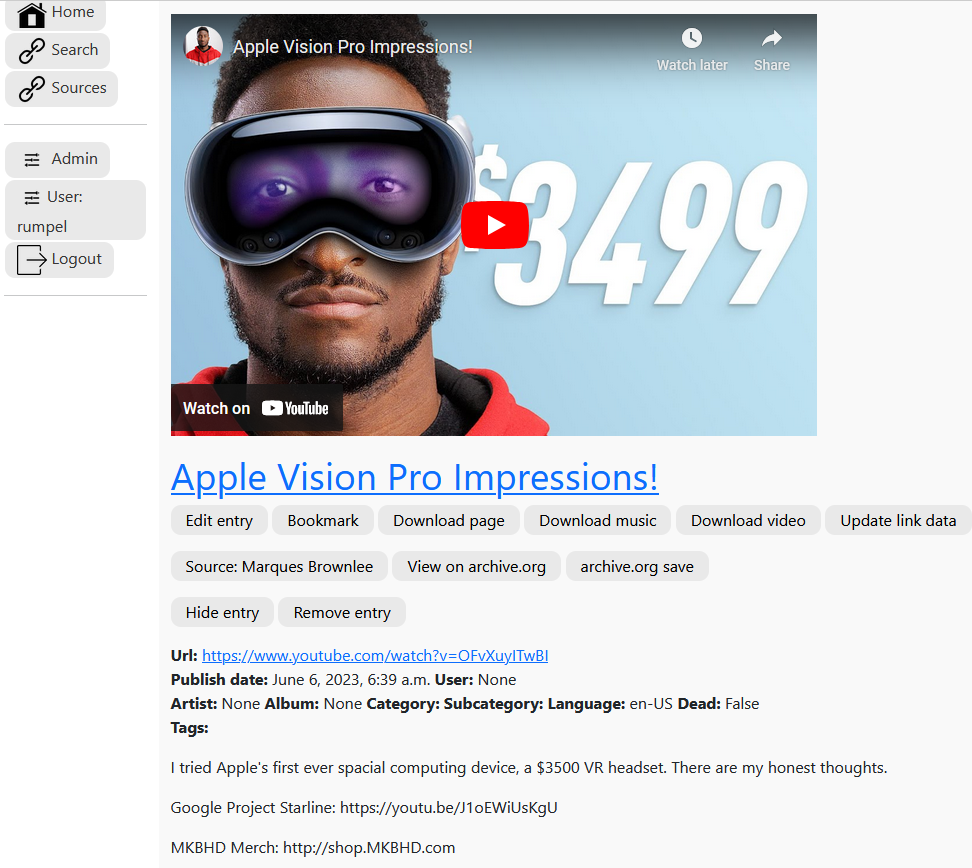 Home
Search
Sources
Admin
User:
rumpel
Logout
Apple Vision Pro Impressions!
Watch later
Share
$3499
Watch on YouTube
Apple Vision Pro Impressions!
Edit entry Bookmark Download page Download music Download video Update link data
Source: Marques Brownlee View on archive.org archive.org save
Hide entry Remove entry
Url: https://www.youtube.com/watch?v=OFvXuyITwBI
Publish date: June 6, 2023, 6:39 a.m. User: None
Artist: None Album: None Category: Subcategory: Language: en-US Dead: False
Tags:
I tried Apple's first ever spacial computing device, a $3500 VR headset. There are my honest thoughts.
Google Project Starline: https://youtu.be/J1oEWiUsKgU
MKBHD Merch: http://shop.MKBHD.com